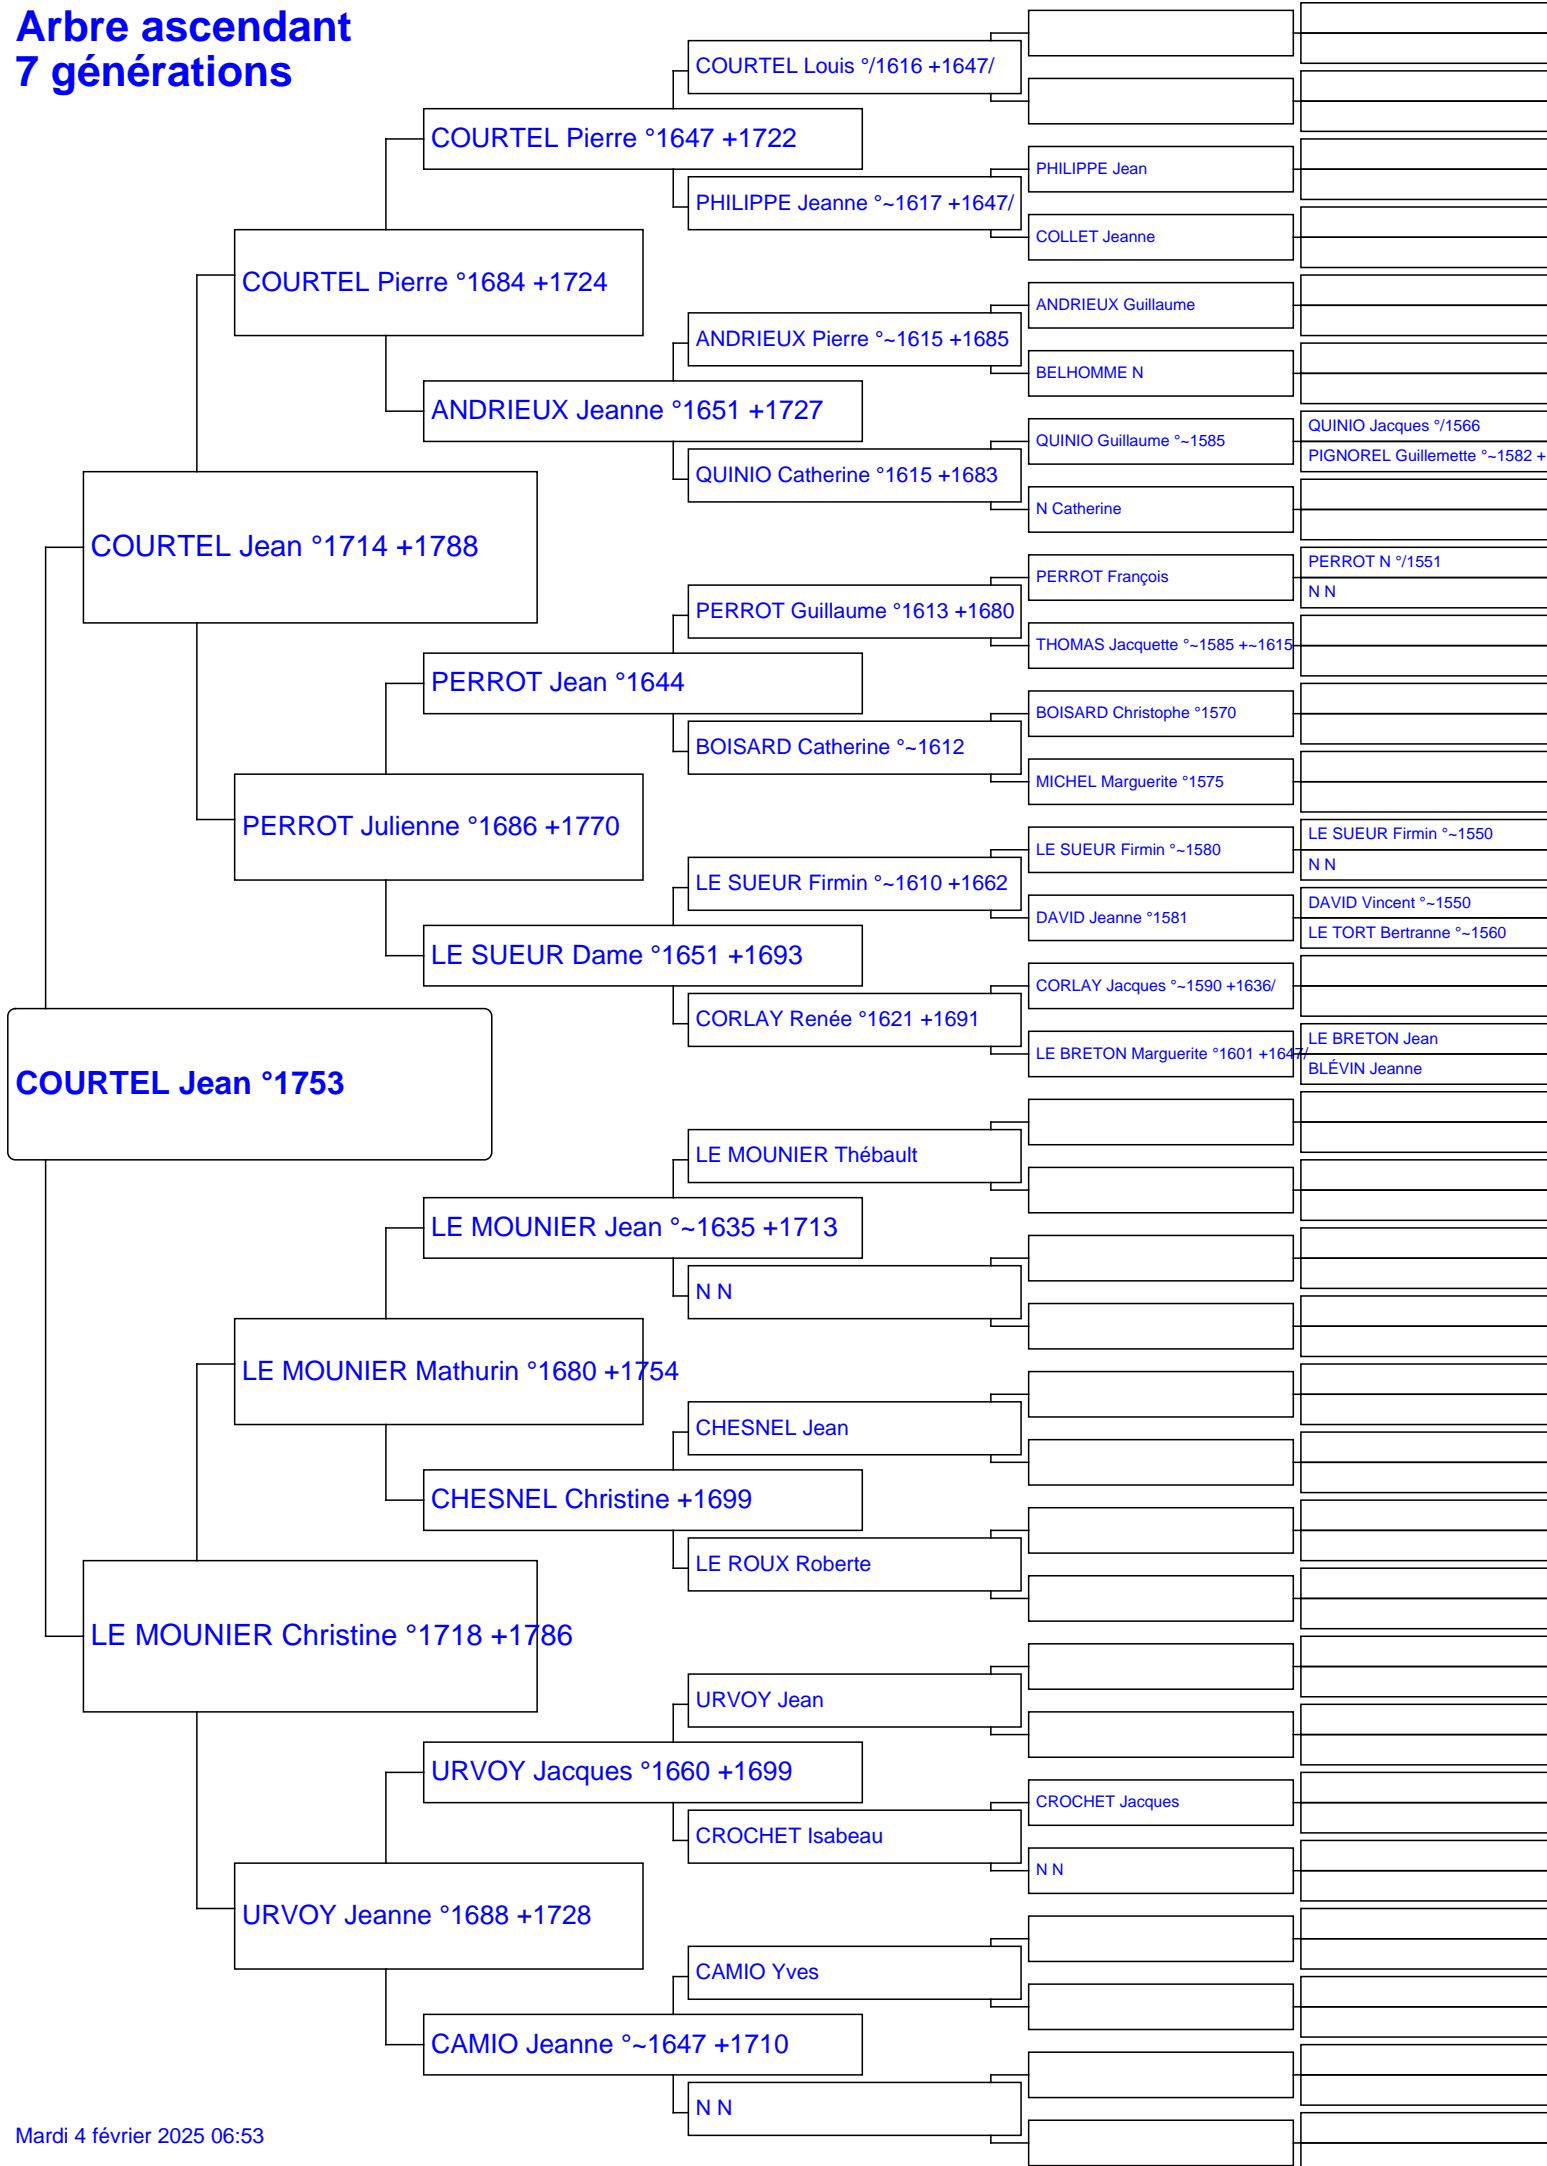 Arbre ascendant
7 générations
COURTEL Louis °/1616 +1647/
COURTEL Pierre °1647 +1722
PHILIPPE Jean
PHILIPPE Jeanne °~1617 +1647/
COLLET Jeanne
COURTEL Pierre °1684 +1724
ANDRIEUX Guillaume
ANDRIEUX Pierre °~1615 +1685
BELHOMME N
ANDRIEUX Jeanne °1651 +1727
QUINIO Jacques °/1566
QUINIO Guillaume °~1585
PIGNOREL Guillemette °~1582 +
QUINIO Catherine °1615 +1683
N Catherine
COURTEL Jean °1714 +1788
PERROT N °/1551
PERROT François
N N
PERROT Guillaume °1613 +1680
THOMAS Jacquette °~1585 +~1615
PERROT Jean °1644
BOISARD Christophe °1570
BOISARD Catherine °~1612
MICHEL Marguerite °1575
PERROT Julienne °1686 +1770
LE SUEUR Firmin °~1550
LE SUEUR Firmin °~1580
N N
LE SUEUR Firmin °~1610 +1662
DAVID Vincent °~1550
DAVID Jeanne °1581
LE TORT Bertranne °~1560
LE SUEUR Dame °1651 +1693
CORLAY Jacques °~1590 +1636/
CORLAY Renée °1621 +1691
LE BRETON Jean
LE BRETON Marguerite °1601 +1647/
BLÉVIN Jeanne
COURTEL Jean °1753
LE MOUNIER Thébault
LE MOUNIER Jean °~1635 +1713
N N
LE MOUNIER Mathurin °1680 +1754
CHESNEL Jean
CHESNEL Christine +1699
LE ROUX Roberte
LE MOUNIER Christine °1718 +1786
URVOY Jean
URVOY Jacques °1660 +1699
CROCHET Jacques
CROCHET Isabeau
N N
URVOY Jeanne °1688 +1728
CAMIO Yves
CAMIO Jeanne °~1647 +1710
N N
Mardi 4 février 2025 06:53